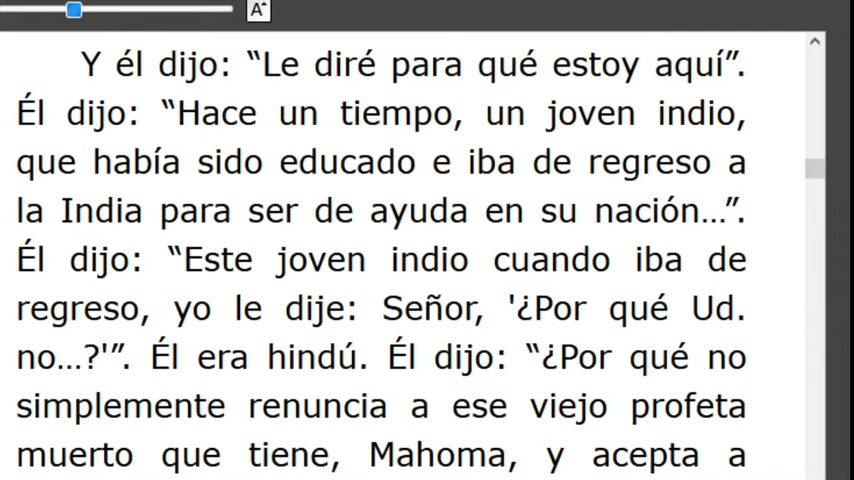 A
Y él dijo: “Le diré para qué estoy aquí”.
Él dijo: “Hace un tiempo, un joven indio,
que había sido educado e iba de regreso a
la India para ser de ayuda en su nación...”.
Él dijo: “Este joven indio cuando iba de
regreso, yo le dije: Señor, '¿Por qué Ud.
no...?'”. Él era hindú. Él dijo: “¿Por qué no
simplemente renuncia a ese viejo profeta
muerto que tiene, Mahoma, y acepta a